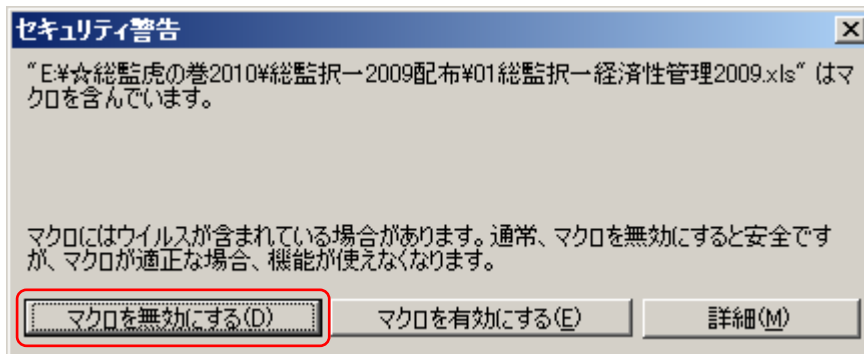 セキュリティ警告
"E:¥☆総監虎の巻2010¥総監択一2009配布¥01総監択一経済性管理2009.xls" はマ
クロを含んでいます。
マクロにはウイルスが含まれている場合があります。通常、マクロを無効にすると安全です
が、マクロが適正な場合、機能が使えなくなります。
マクロを無効にする(D) マクロを有効にする(E) 詳細(M)